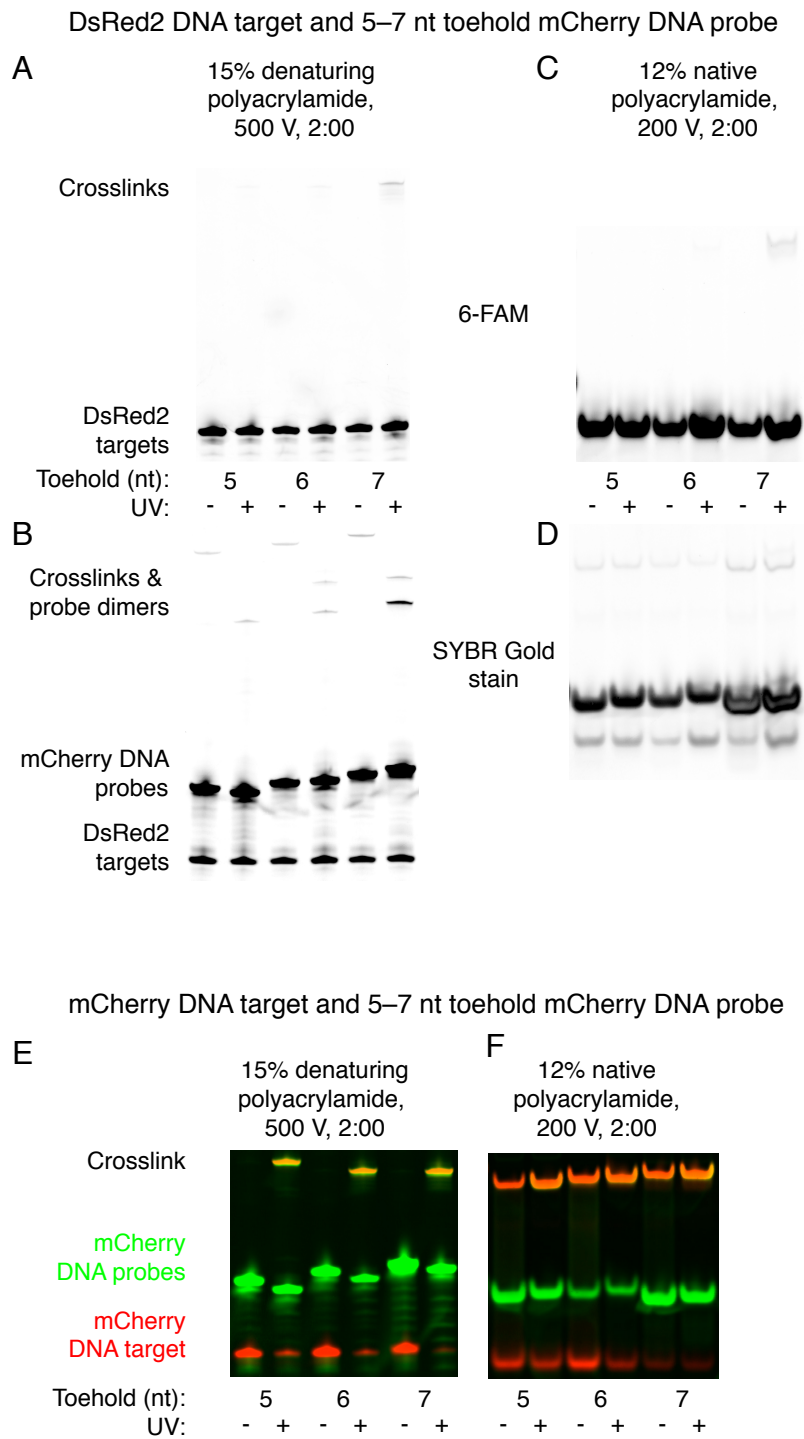 DsRed2 DNA target and 5–7 nt toehold mCherry DNA probe
A
15% denaturing
polyacrylamide,
500 V, 2:00
C
12% native
polyacrylamide,
200 V, 2:00
Crosslinks
6-FAM
DsRed2
targets
Toehold (nt):
5 6 7
UV:
- + - + - +
5 6 7
- + - + - +
B
Crosslinks &
probe dimers
mCherry DNA
probes
DsRed2
targets
D
SYBR Gold
stain
mCherry DNA target and 5–7 nt toehold mCherry DNA probe
E
15% denaturing
polyacrylamide,
500 V, 2:00
F
12% native
polyacrylamide,
200 V, 2:00
Crosslink
mCherry
DNA probes
mCherry
DNA target
Toehold (nt):
5 6 7
UV:
- + - + - +
5 6 7
- + - + - +